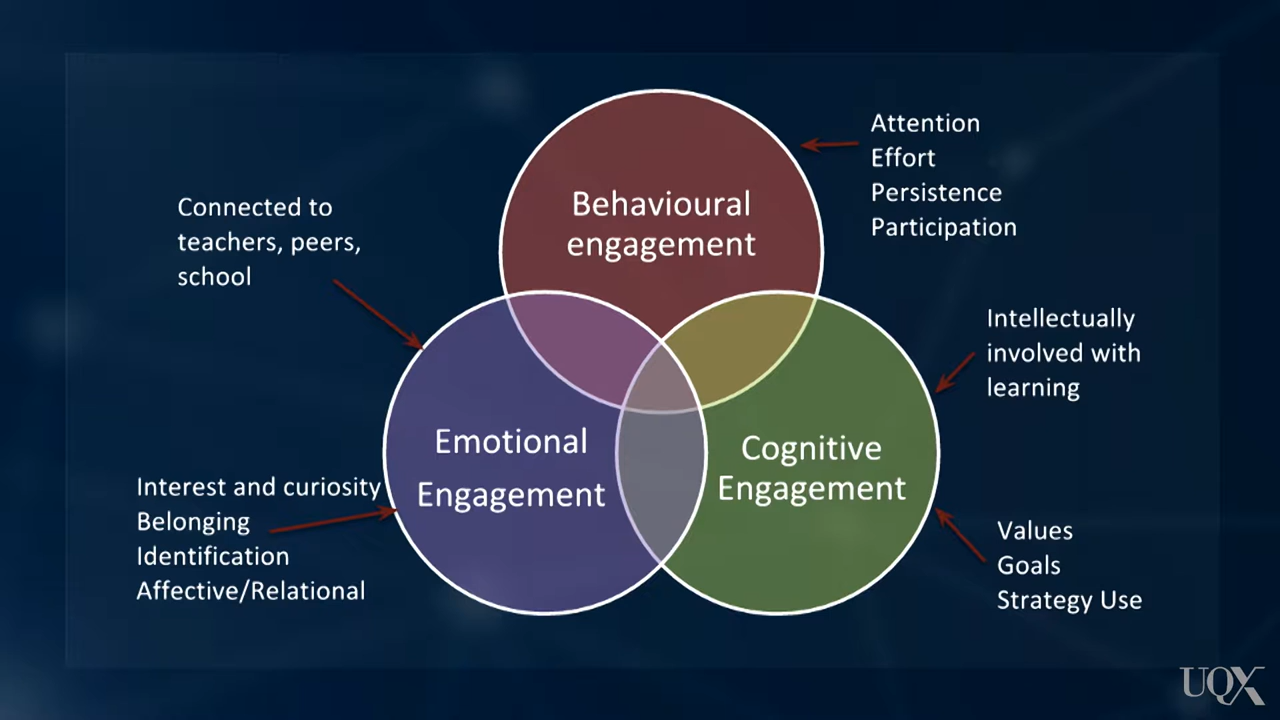 Behavioural
engagement
Attention
Effort
Persistence
Participation
Connected to
teachers, peers,
school
Intellectually
involved with
learning
Emotional
Engagement
Cognitive
Engagement
Interest and curiosity
Belonging
Identification
Affective/Relational
Values
Goals
Strategy Use
UQX